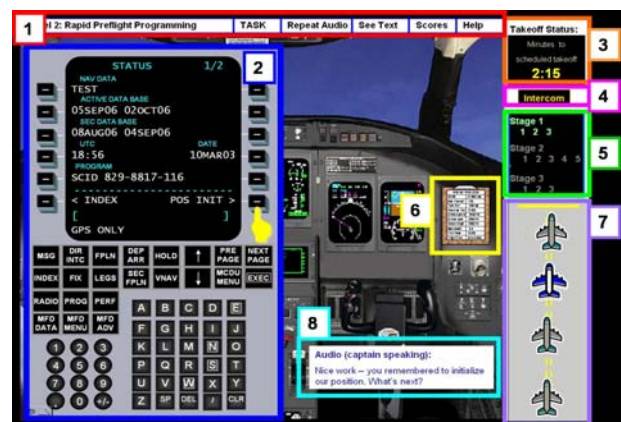 1
el 2: Rapid Preflight Programming TASK Repeat Audio See Text Scores Help
2
STATUS 1/2
NAV DATA
TEST
ACTIVE DATA BASE
05SEP06 02OCT06
SEC DATA BASE
08AUG06 04SEP06
UTC DATE
18:56 10MAR03
PROGRAM
SCID 829-8817-116
< INDEX POS INIT >
[ ]
GPS ONLY
MSG DIR INTC FPLN DEP ARR HOLD ↑ PRE PAGE NEXT PAGE
INDEX FIX LEGS SEC FPLN VNAV ↓ MCDU MENU EXEC
RADIO PROG PERF
MFD DATA MFD MENU MFD ADV
A B C D E
1 2 3 F G H I J
4 5 6 K L M N O
7 8 9 P Q R S T
. 0 +/- U V W X Y
Z SP DEL / CLR
Takeoff Status:
Minutes to
scheduled takeoff
2:15
3
Intercom
4
Stage 1
1 2 3
Stage 2
1 2 3 4 5
Stage 3
1 2 3
5
6
7
8
Audio (captain speaking):
Nice work – you remembered to initialize
our position. What's next?